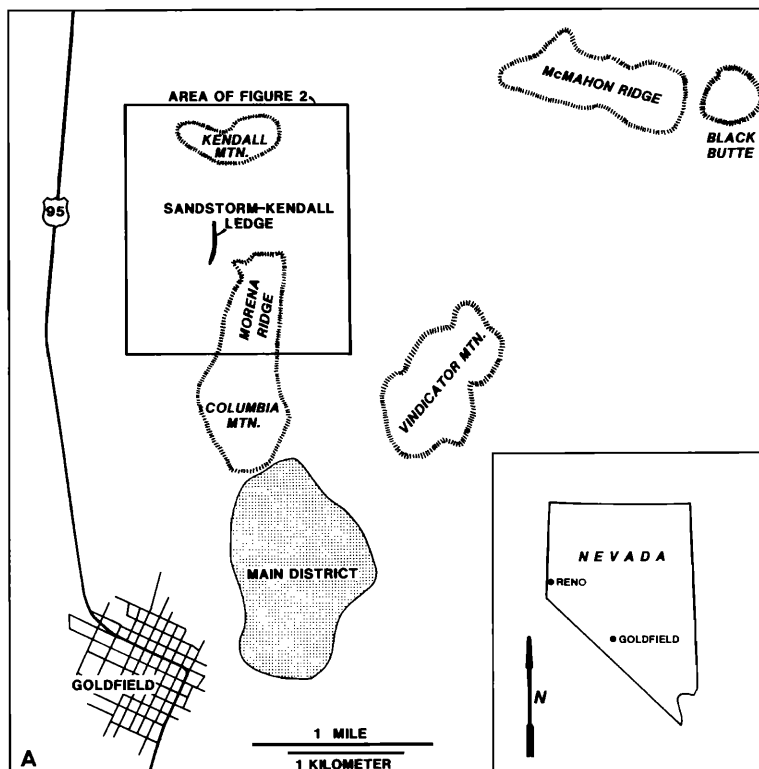 McMAHON RIDGE
BLACK
BUTTE
AREA OF FIGURE 2
KENDALL
MTN.
95
SANDSTORM-KENDALL
LEDGE
MORENA
RIDGE
VINDICATOR MTN.
COLUMBIA
MTN.
MAIN DISTRICT
GOLDFIELD
NEVADA
RENO
GOLDFIELD
N
1 MILE
1 KILOMETER
A